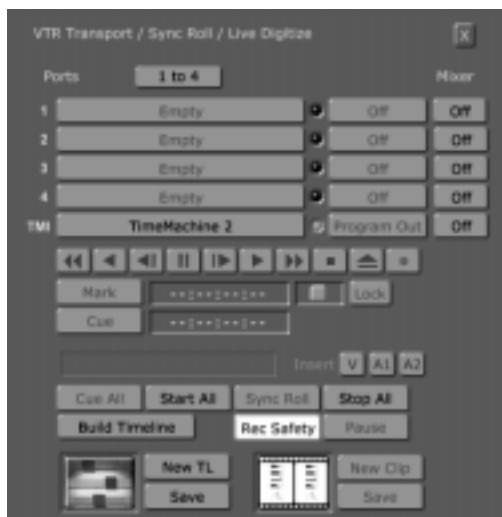 VTR Transport / Sync Roll / Live Digitize X
Ports 1 to 4 Mixer
1 Empty Off Off
2 Empty Off Off
3 Empty Off Off
4 Empty Off Off
TMI TimeMachine 2 Program Out Off
Mark --:--:--:-- Lock
Cue --:--:--:--
Insert V A1 A2
Cue All Start All Sync Roll Stop All
Build Timeline Rec Safety Pause
New TL New Clip
Save Save